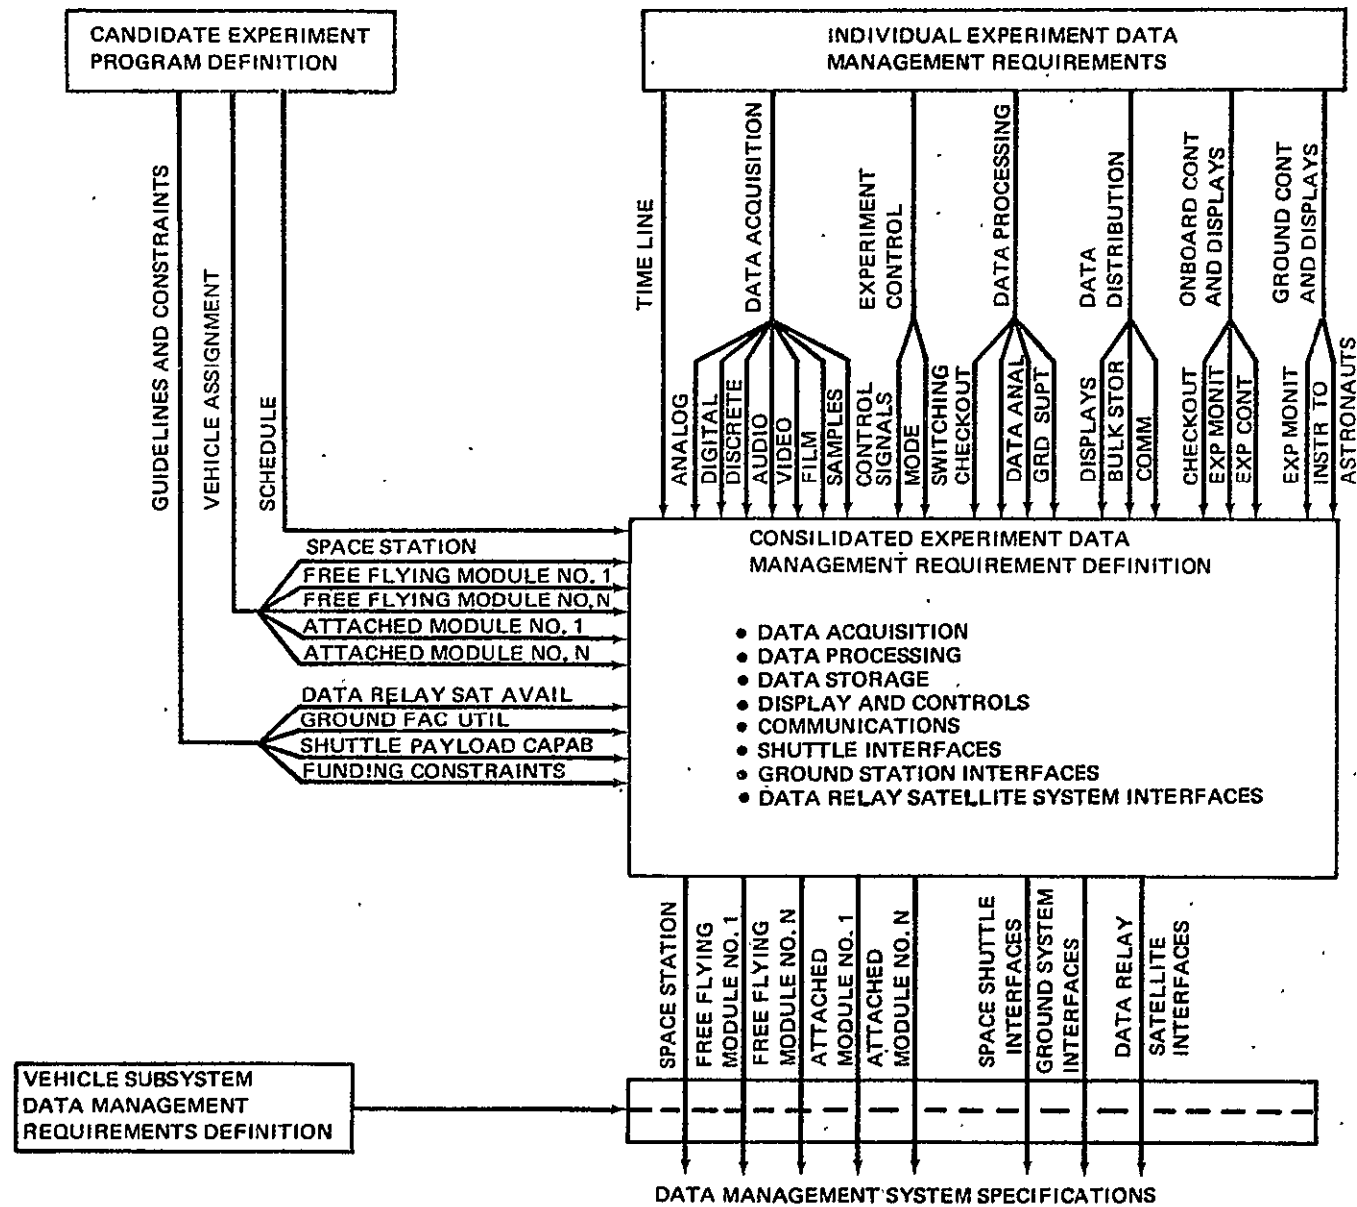 CANDIDATE EXPERIMENT
PROGRAM DEFINITION
INDIVIDUAL EXPERIMENT DATA
MANAGEMENT REQUIREMENTS
GUIDELINES AND CONSTRAINTS
VEHICLE ASSIGNMENT
SCHEDULE
TIME LINE
DATA ACQUISITION
EXPERIMENT
CONTROL
DATA PROCESSING
DATA
DISTRIBUTION
ONBOARD CONT
AND DISPLAYS
GROUND CONT
AND DISPLAYS
ANALOG
DIGITAL
DISCRETE
AUDIO
VIDEO
FILM
SAMPLES
CONTROL
SIGNALS
MODE
SWITCHING
CHECKOUT
DATA ANAL
GRD SUPT
DISPLAYS
BULK STOR
COMM
CHECKOUT
EXP MONIT
EXP CONT
EXP MONIT
INSTR TO
ASTRONAUTS
SPACE STATION
FREE FLYING MODULE NO. 1
FREE FLYING MODULE NO. N
ATTACHED MODULE NO. 1
ATTACHED MODULE NO. N
DATA RELAY SAT AVAIL
GROUND FAC UTIL
SHUTTLE PAYLOAD CAPAB
FUNDING CONSTRAINTS
CONSILIDATED EXPERIMENT DATA
MANAGEMENT REQUIREMENT DEFINITION
• DATA ACQUISITION
• DATA PROCESSING
• DATA STORAGE
• DISPLAY AND CONTROLS
• COMMUNICATIONS
• SHUTTLE INTERFACES
• GROUND STATION INTERFACES
• DATA RELAY SATELLITE SYSTEM INTERFACES
SPACE STATION
FREE FLYING
MODULE NO. 1
FREE FLYING
MODULE NO. N
ATTACHED
MODULE NO. 1
ATTACHED
MODULE NO. N
SPACE SHUTTLE
INTERFACES
GROUND SYSTEM
INTERFACES
DATA RELAY
SATELLITE
INTERFACES
VEHICLE SUBSYSTEM
DATA MANAGEMENT
REQUIREMENTS DEFINITION
DATA MANAGEMENT SYSTEM SPECIFICATIONS